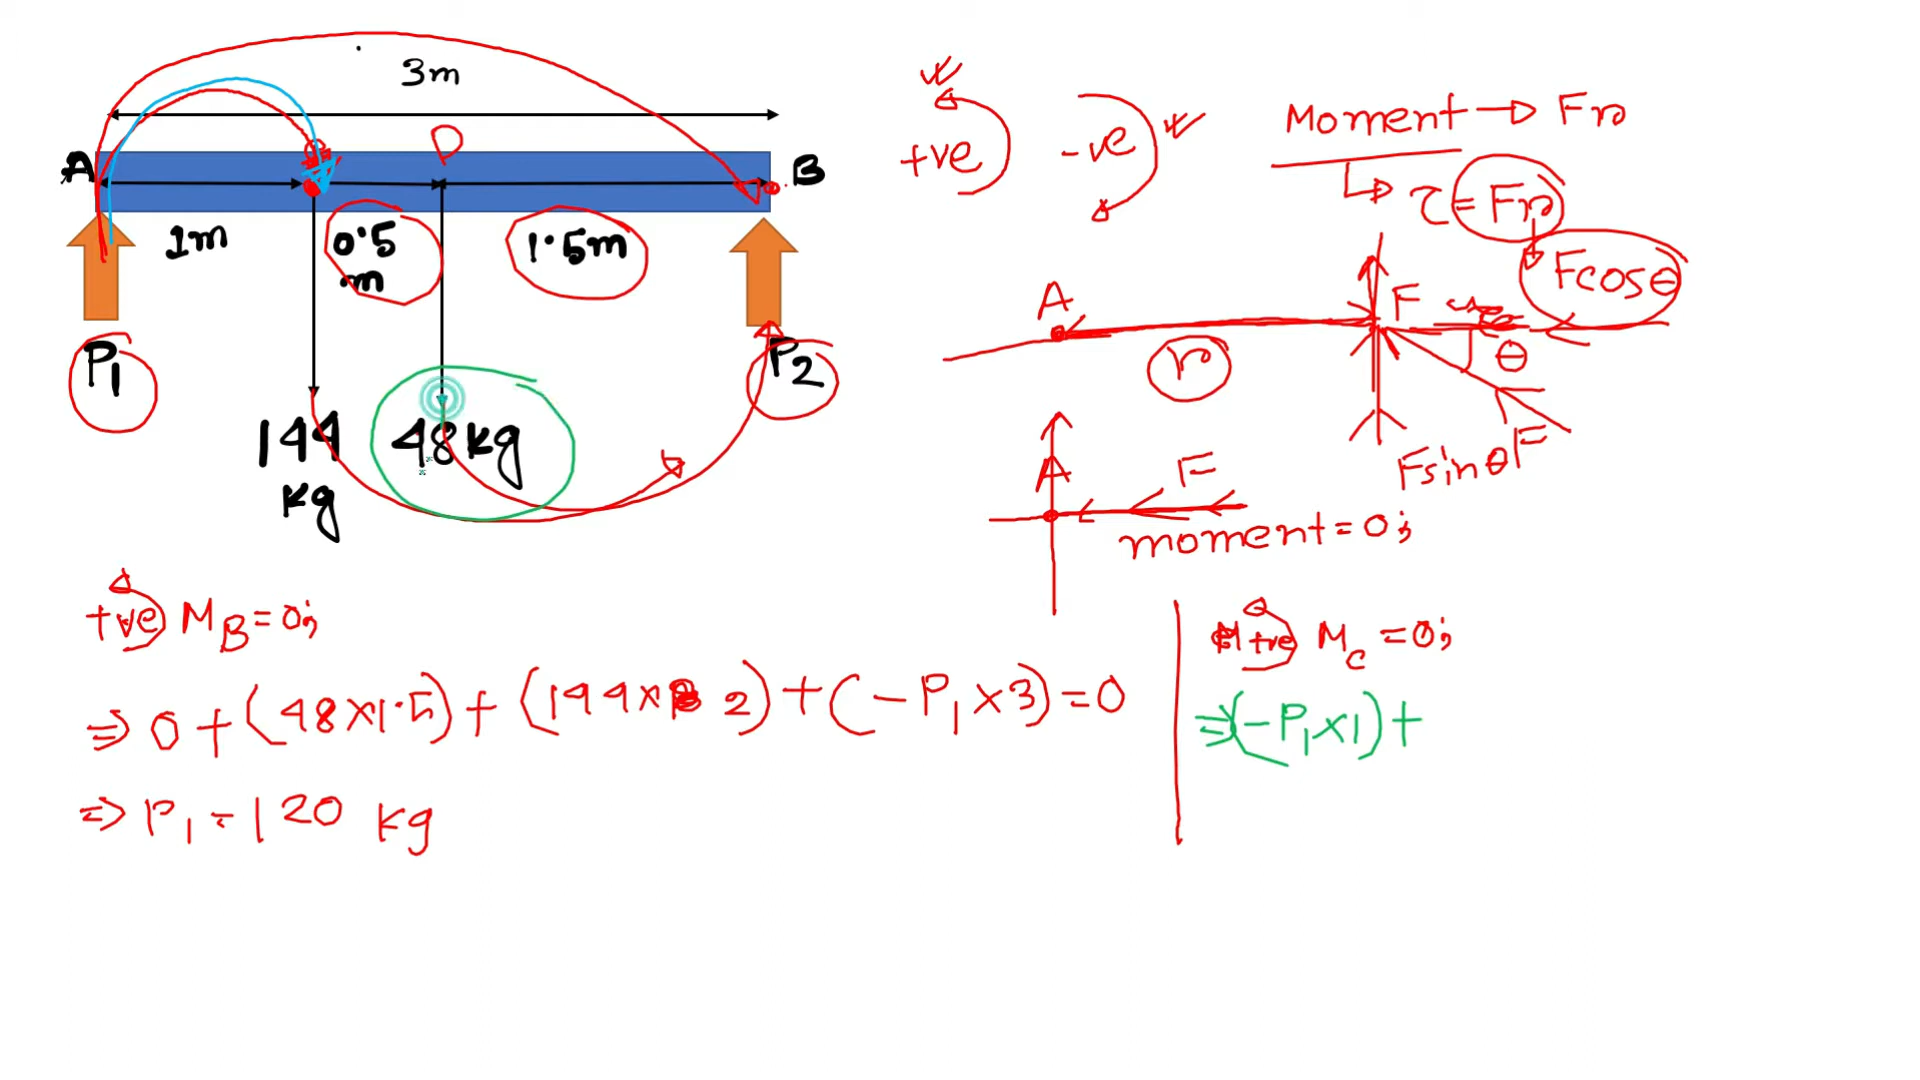 3m
A
D
B
1m
0.5
m
1.5m
P1
P2
144
kg
48kg
+ve
-ve
Moment → Fr
τ = Fr
Fcosθ
A
F
r
θ
F
Fsinθ
A
F
moment = 0;
+ve MB = 0;
⇒ 0 + (48×1.5) + (144× 2) + (-P1×3) = 0
⇒ P1 = 120 kg
+ve Mc = 0;
⇒ (-P1×1) +